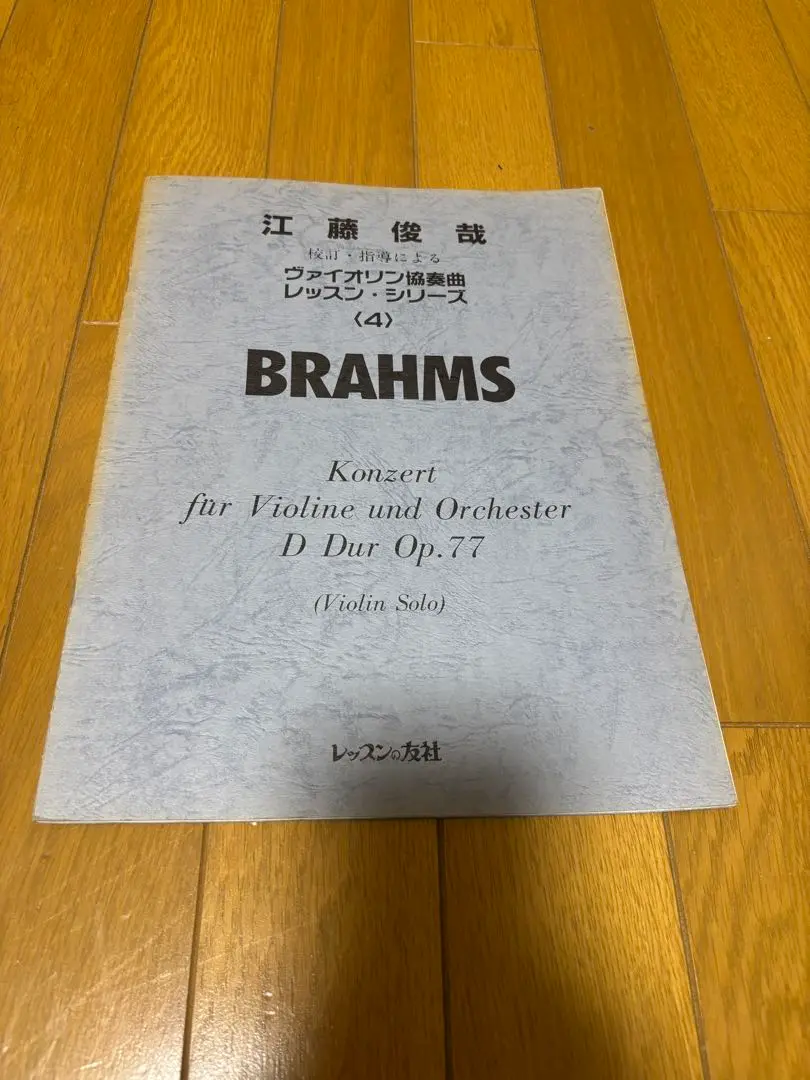 江藤俊哉
校訂・指導による
ヴァイオリン協奏曲
レッスン・シリーズ
〈4〉
BRAHMS
Konzert
für Violine und Orchester
D Dur Op.77
(Violin Solo)
レッスンの友社